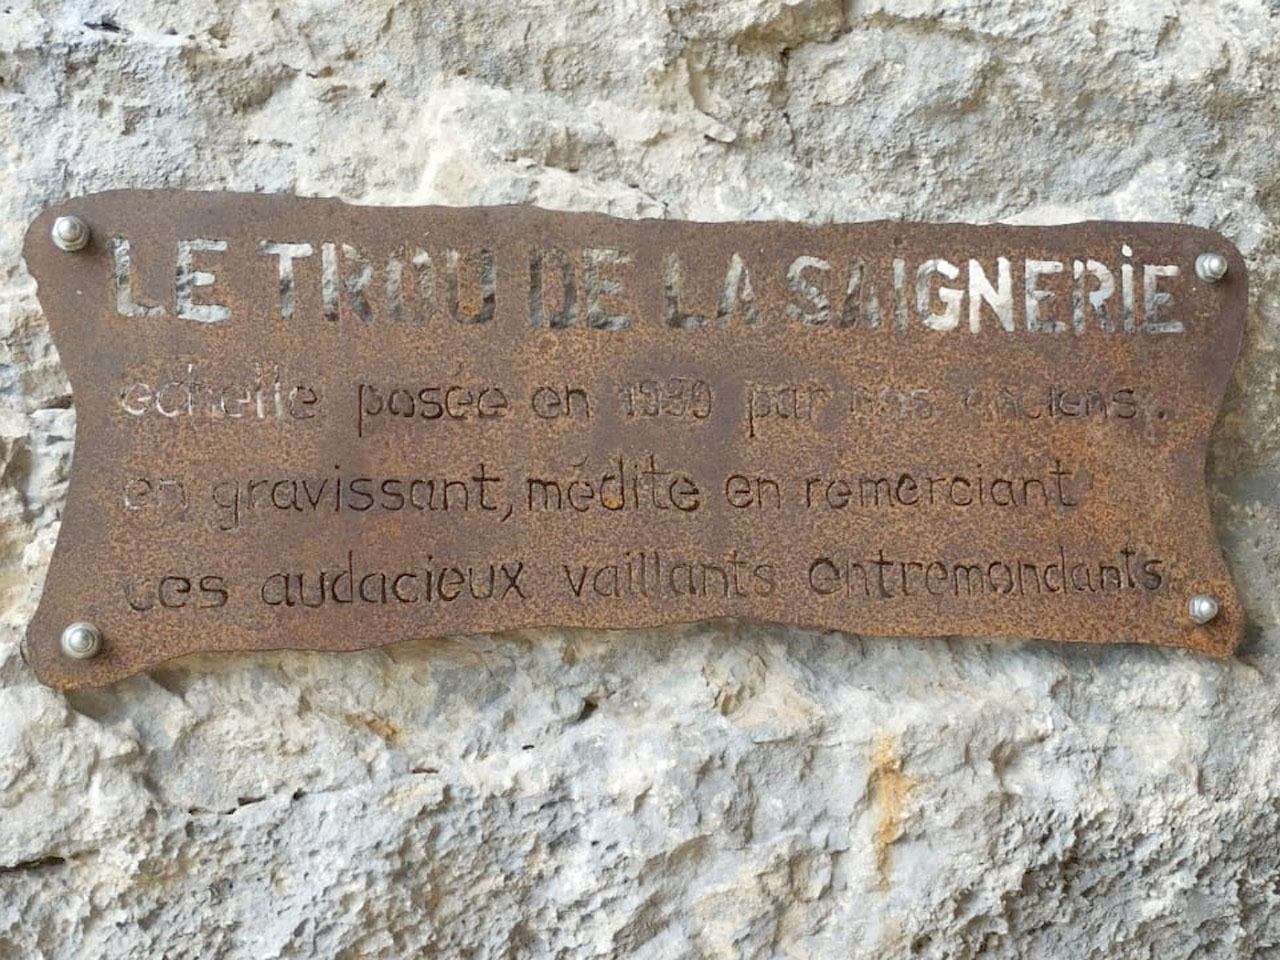 LE TROU DE LA SAIGNERIE
échelle posée en par nos anciens.
en gravissant, médite en remerciant
ces audacieux vaillants entremondants.